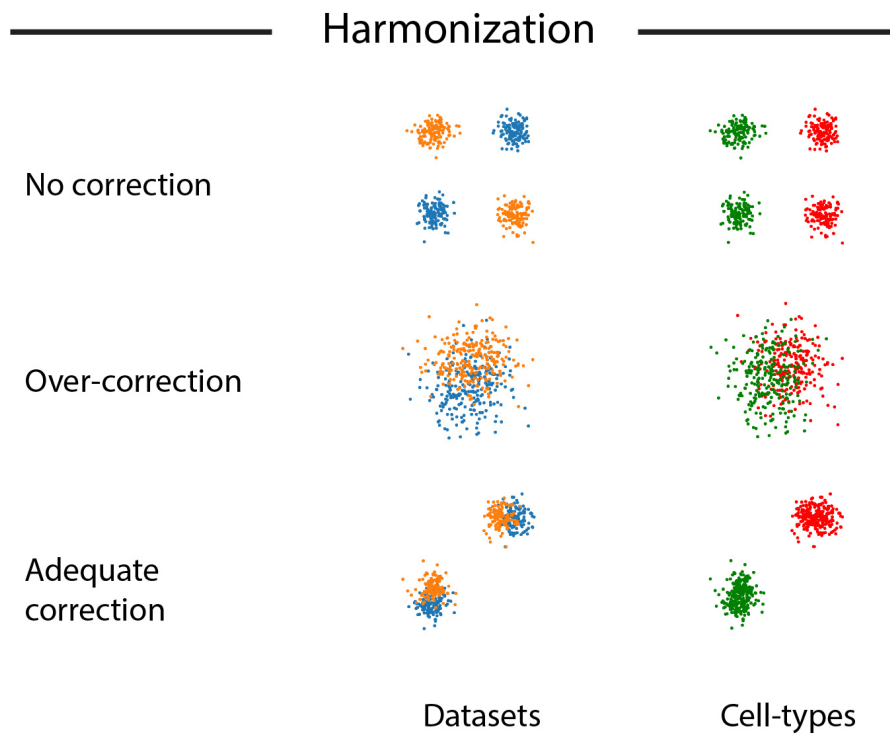 Harmonization
No correction
Over-correction
Adequate
correction
Datasets
Cell-types